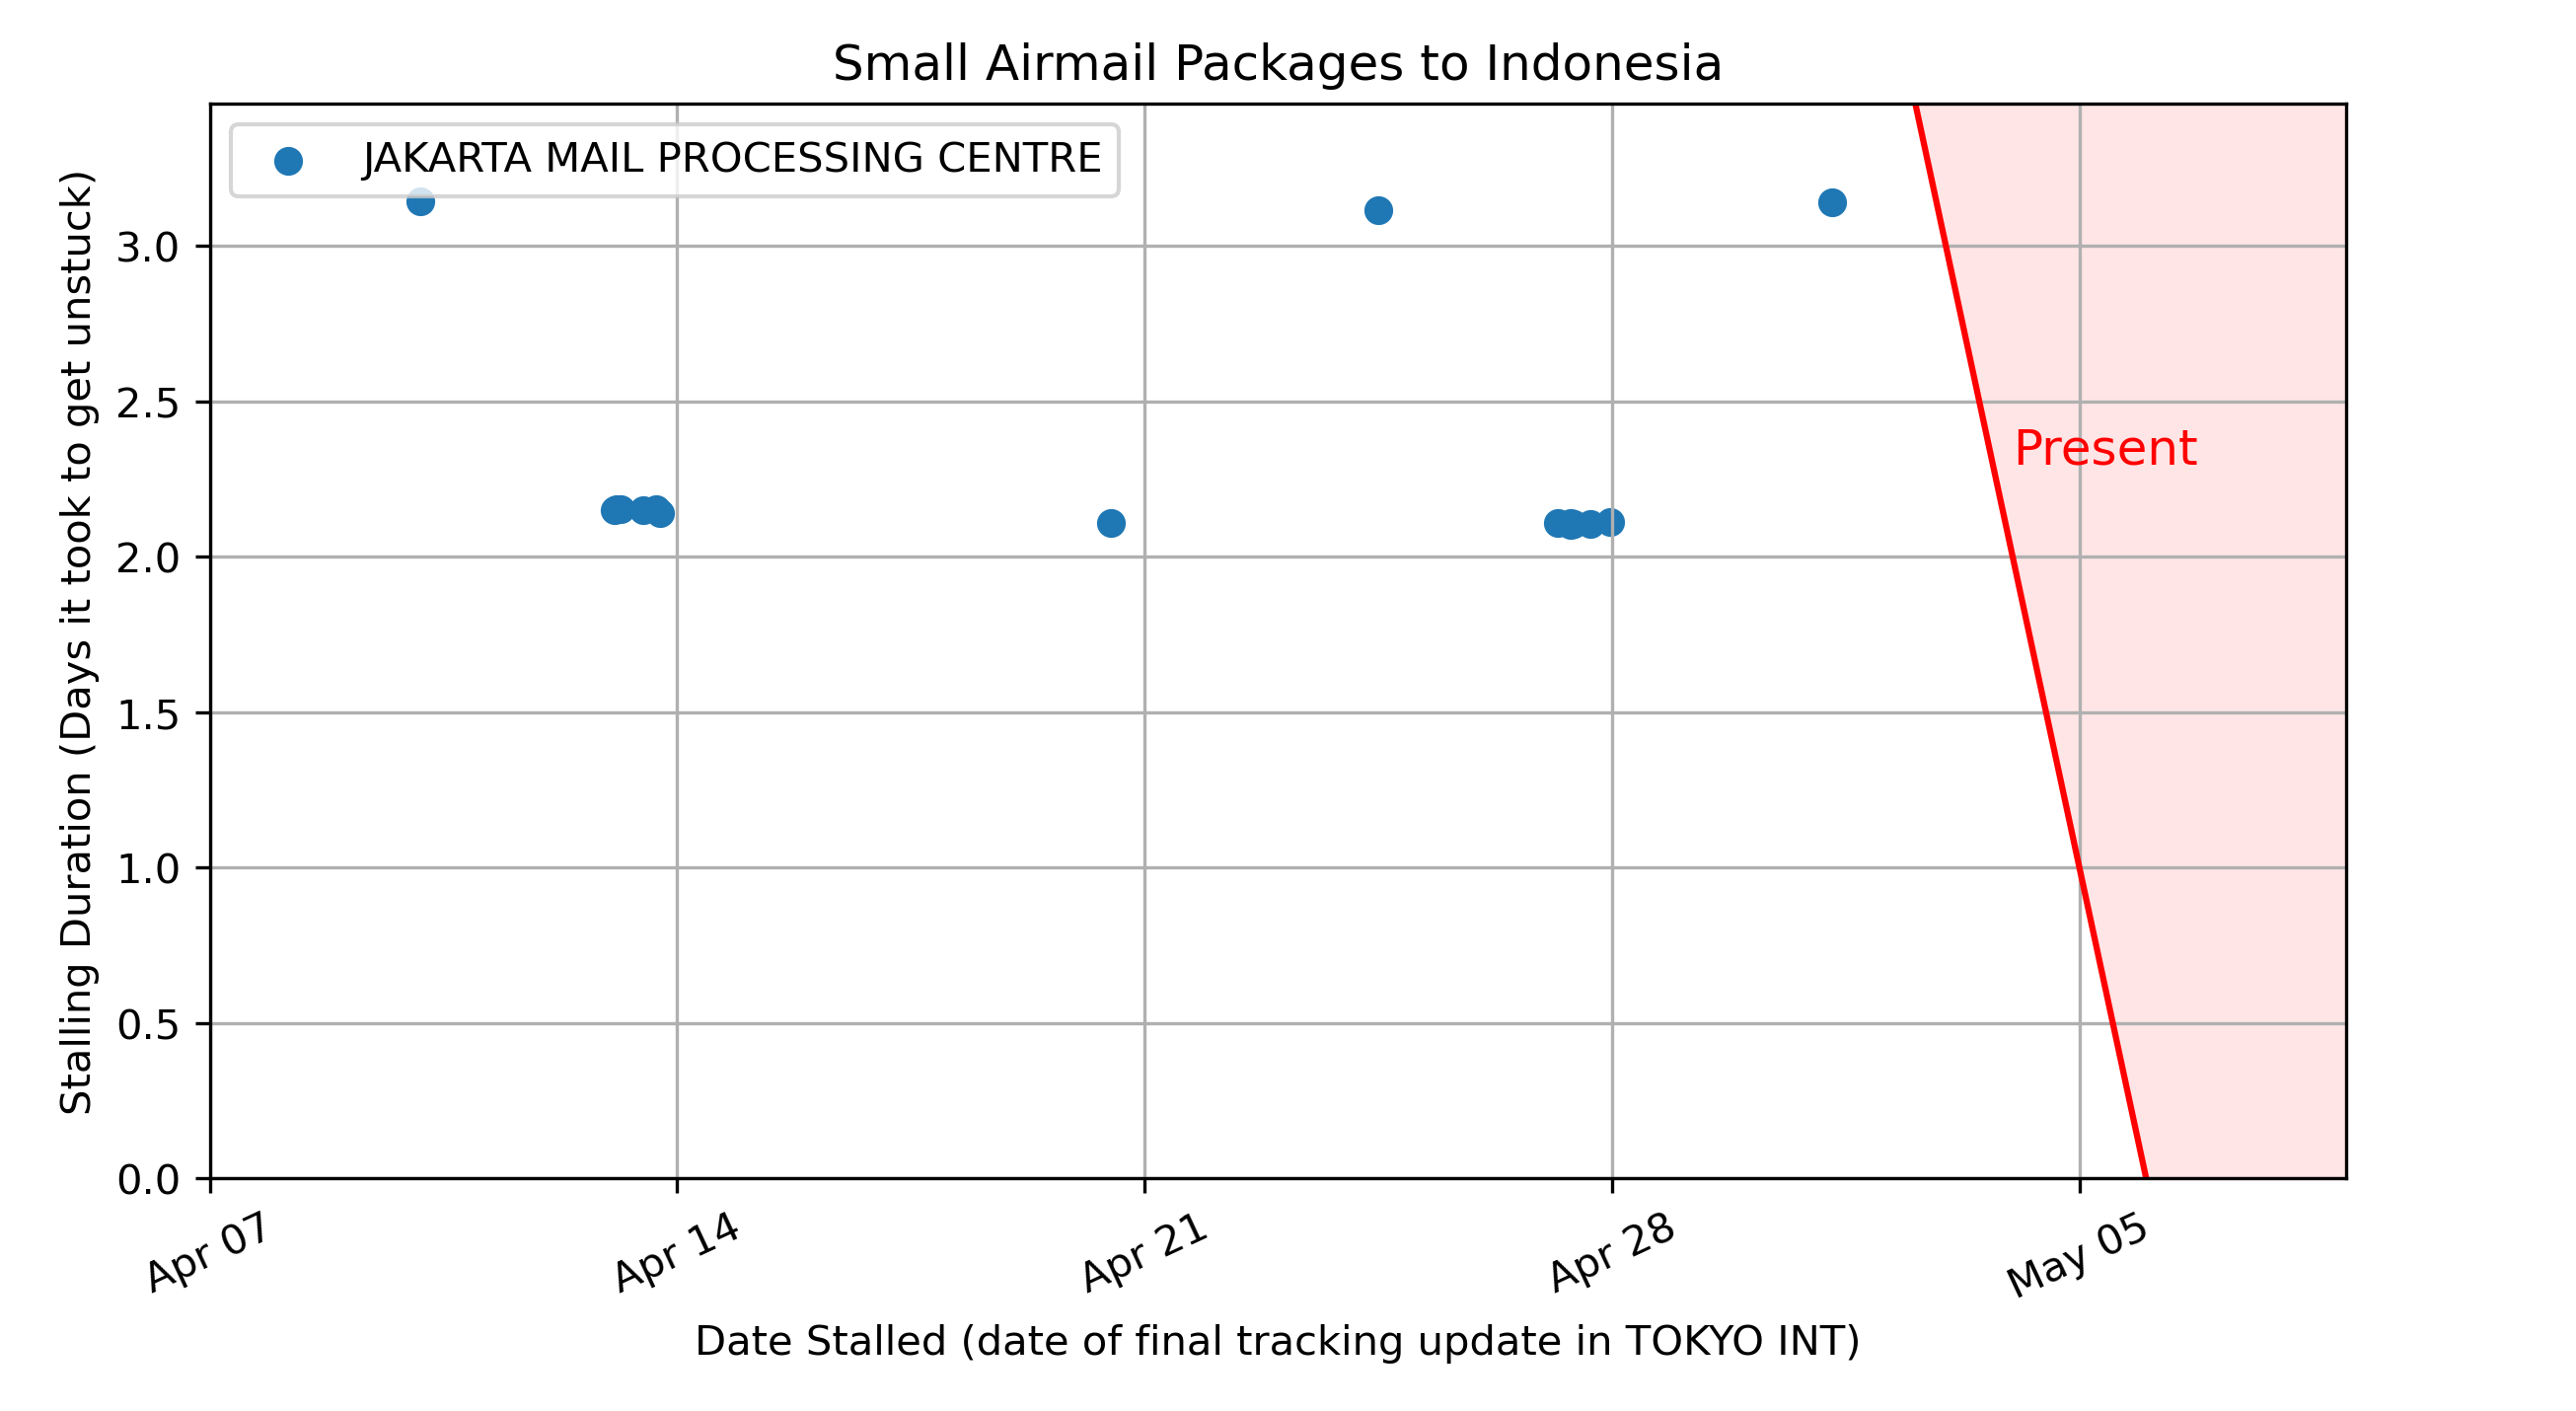 Small Airmail Packages to Indonesia
JAKARTA MAIL PROCESSING CENTRE
Stalling Duration (Days it took to get unstuck)
3.0
2.5
2.0
1.5
1.0
0.5
0.0
Present
Apr 07
Apr 14
Apr 21
Apr 28
May 05
Date Stalled (date of final tracking update in TOKYO INT)